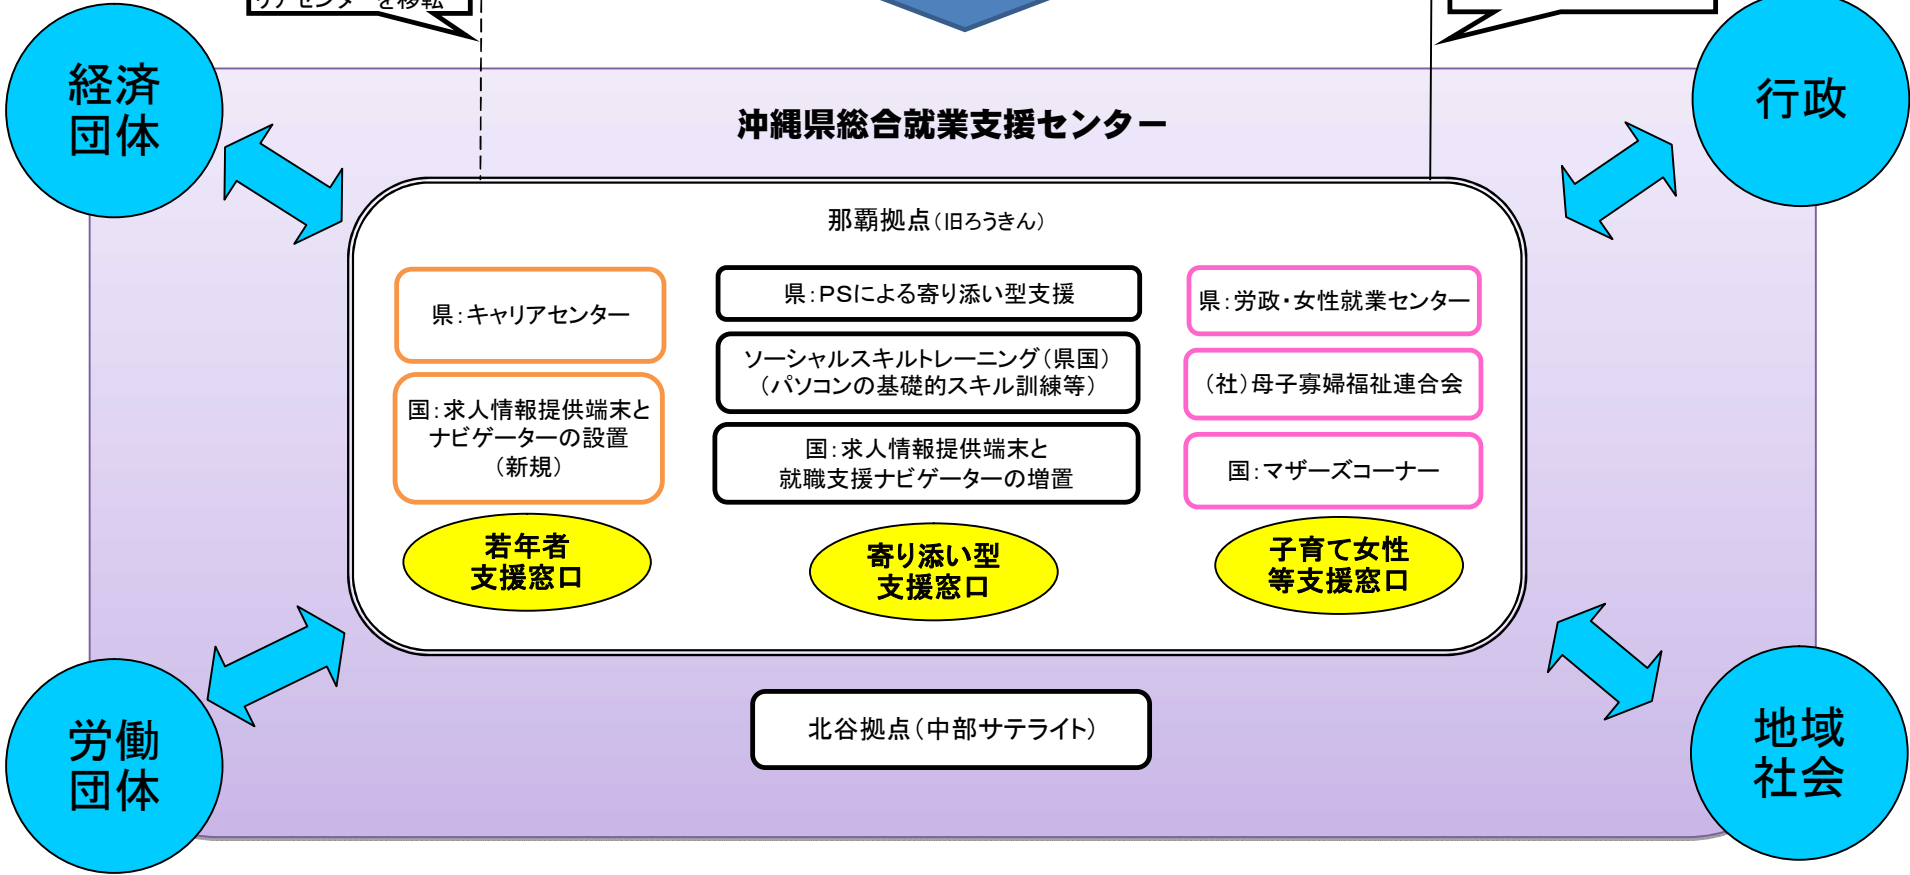 リアセンターを移転
経済
団体
行政
沖縄県総合就業支援センター
那覇拠点(旧ろうきん)
県:キャリアセンター
国:求人情報提供端末と
ナビゲーターの設置
(新規)
若年者
支援窓口
県:PSによる寄り添い型支援
ソーシャルスキルトレーニング(県国)
(パソコンの基礎的スキル訓練等)
国:求人情報提供端末と
就職支援ナビゲーターの増置
寄り添い型
支援窓口
県:労政・女性就業センター
(社)母子寡婦福祉連合会
国:マザーズコーナー
子育て女性
等支援窓口
北谷拠点(中部サテライト)
労働
団体
地域
社会